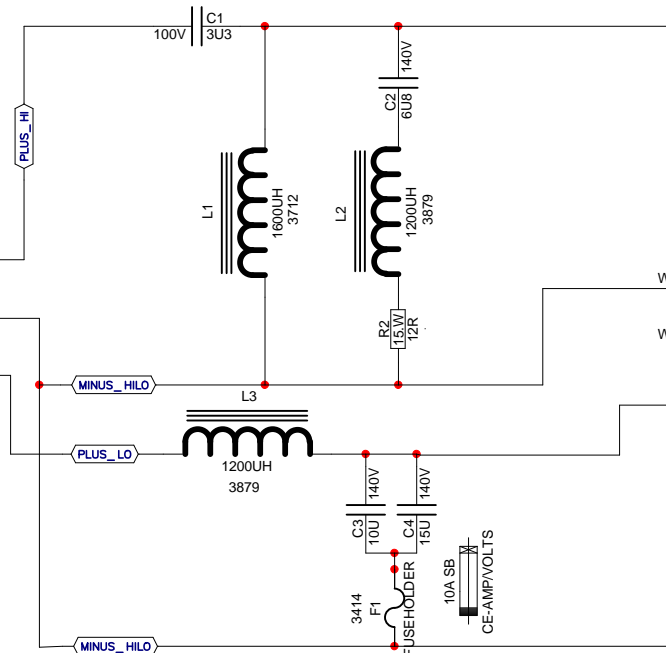 C1
100V
3U3
140V
C2
6U8
PLUS_HI
L1
1600UH
3712
L2
1200UH
3879
R2
15.W
12R
W
W
MINUS_HILO
L3
PLUS_LO
1200UH
3879
140V
C3
10U
140V
C4
15U
3414
F1
FUSEHOLDER
10A SB
CE-AMP/VOLTS
MINUS_HILO